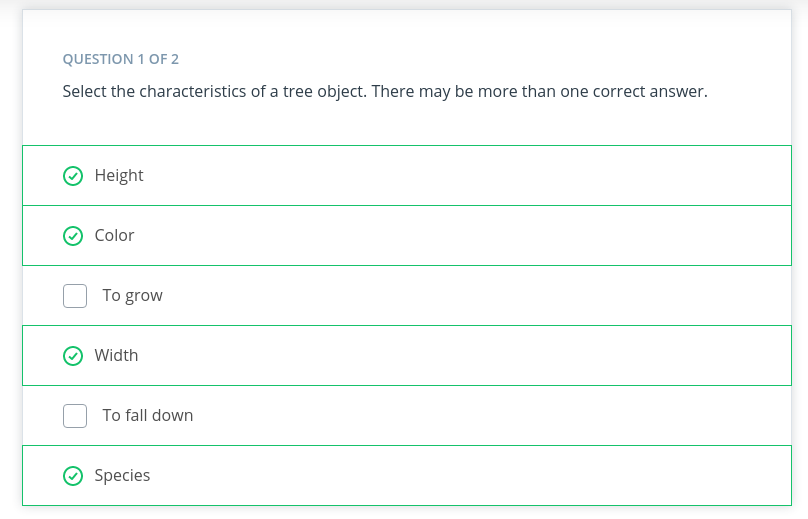 QUESTION 1 OF 2
Select the characteristics of a tree object. There may be more than one correct answer.
Height
Color
To grow
Width
To fall down
Species